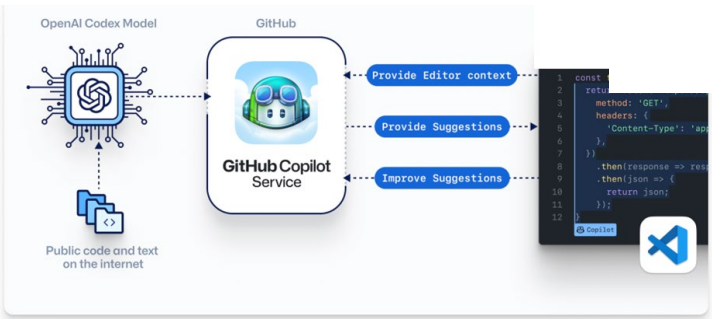 OpenAI Codex Model
GitHub
Provide Editor context
Provide Suggestions
Improve Suggestions
GitHub Copilot
Service
Public code and text
on the internet
1 const
2
3 method: 'GET',
4 headers: {
5 'Content-Type': 'app
6 },
7 })
8 .then(response => resp
9 .then(json => {
10 return json;
11 });
12 }
Copilot